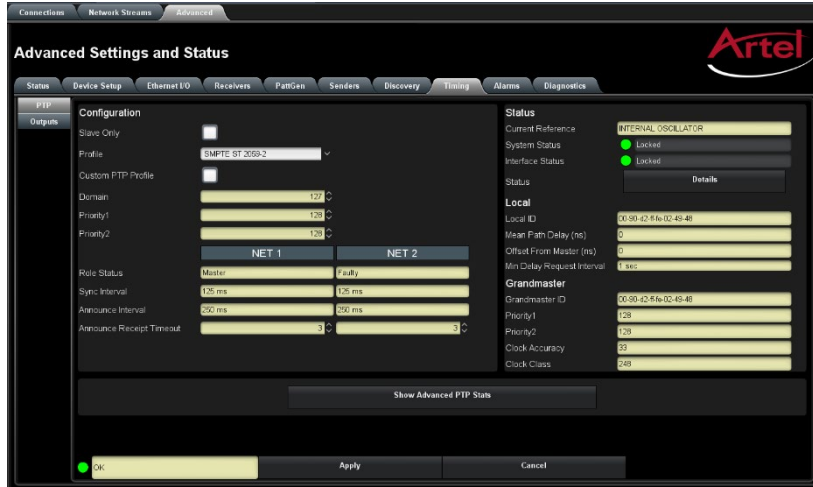 Connections Network Streams Advanced
Advanced Settings and Status
Artel
Status Device Setup Ethernet I/O Receivers PattGen Senders Discovery Timing Alarms Diagnostics
PTP
Outputs
Configuration
Slave Only
Profile SMPTE ST 2059-2
Custom PTP Profile
Domain 127
Priority1 128
Priority2 128
NET 1 NET 2
Role Status Master Faulty
Sync Interval 125 ms 125 ms
Announce Interval 250 ms 250 ms
Announce Receipt Timeout 3 3
Status
Current Reference INTERNAL OSCILLATOR
System Status Locked
Interface Status Locked
Status Details
Local
Local ID 00-90-d2-ff-fe-02-49-48
Mean Path Delay (ns) 0
Offset From Master (ns) 0
Min Delay Request Interval 1 sec
Grandmaster
Grandmaster ID 00-90-d2-ff-fe-02-49-48
Priority1 128
Priority2 128
Clock Accuracy 33
Clock Class 248
Show Advanced PTP Stats
OK Apply Cancel